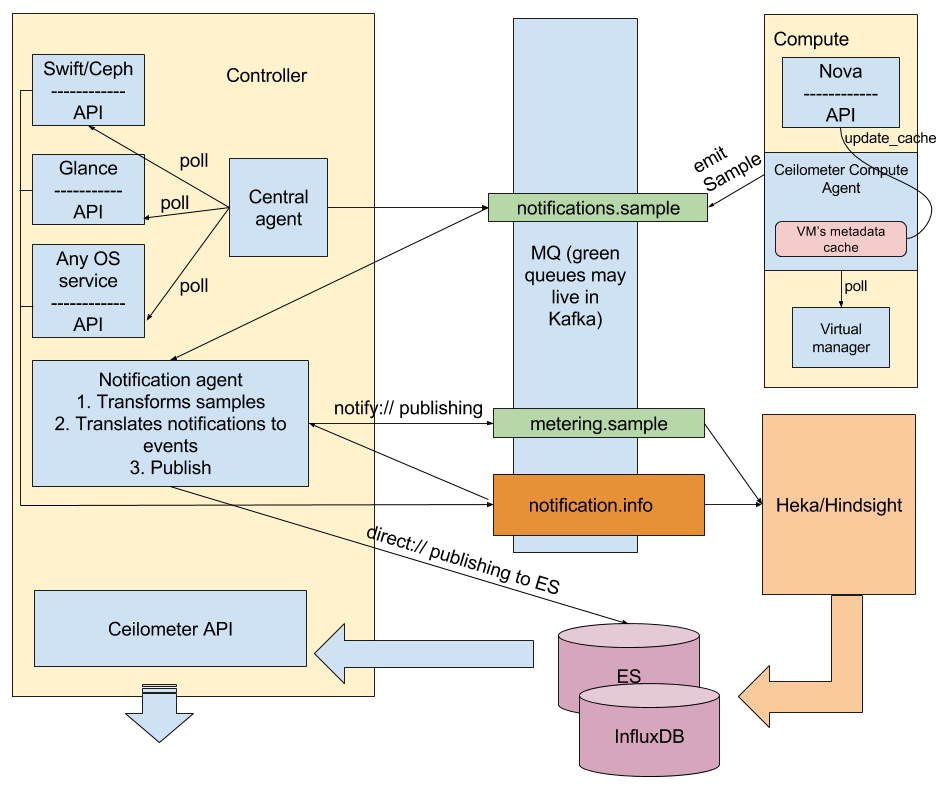 Controller
Swift/Ceph
------------
API
Glance
-----------
API
Any OS
service
------------
API
poll
poll
poll
Central
agent
Notification agent
1. Transforms samples
2. Translates notifications to
events
3. Publish
Ceilometer API
notifications.sample
MQ (green
queues may
live in
Kafka)
notify:// publishing
metering.sample
notification.info
direct:// publishing to ES
emit
Sample
Compute
Nova
------------
API
update_cache
Ceilometer Compute
Agent
VM's metadata
cache
poll
Virtual
manager
Heka/Hindsight
ES
InfluxDB